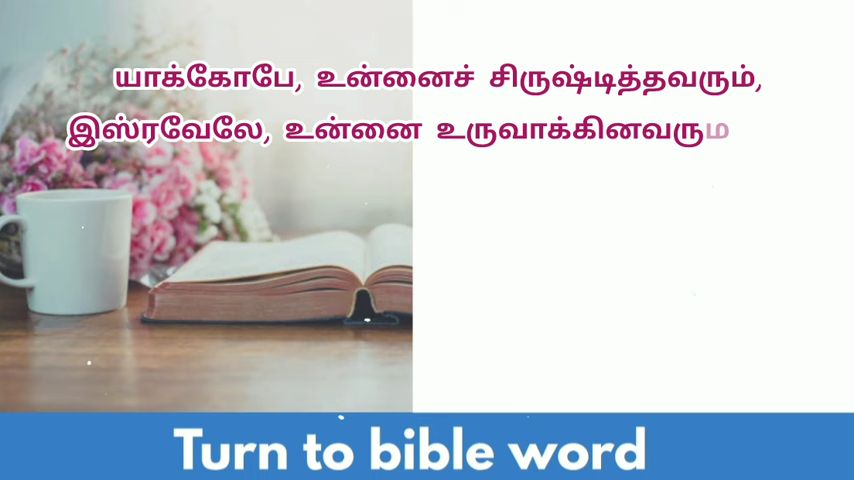 யாக்கோபே, உன்னைச் சிருஷ்டித்தவரும்,
இஸ்ரவேலே, உன்னை உருவாக்கினவரும
Turn to bible word